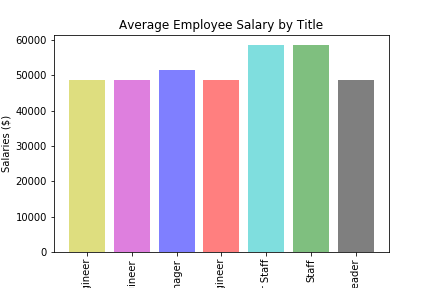 Average Employee Salary by Title
Salaries ($)
60000
50000
40000
30000
20000
10000
0
gineer
ineer
nager
gineer
r Staff
Staff
eader